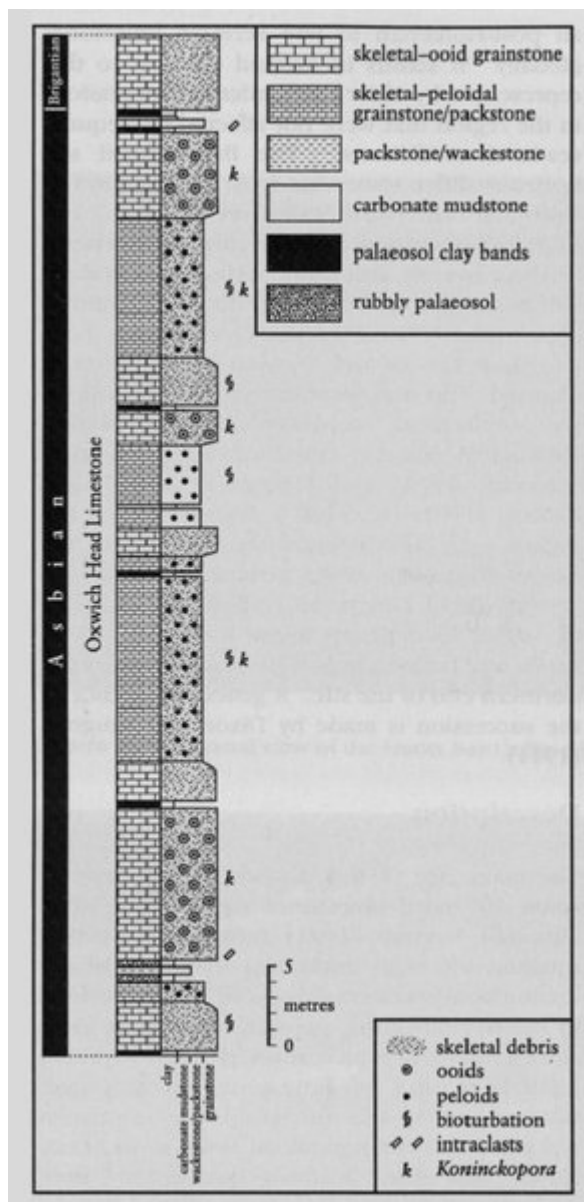 Brigantian
Asbian
Oxwich Head Limestone
skeletal–ooid grainstone
skeletal–peloidal
grainstone/packstone
packstone/wackestone
carbonate mudstone
palaeosol clay bands
rubbly palaeosol
k
k
k
k
k
5
metres
0
clay
carbonate mudstone
wackestone/packstone
grainstone
skeletal debris
ooids
peloids
bioturbation
intraclasts
k Koninckopora